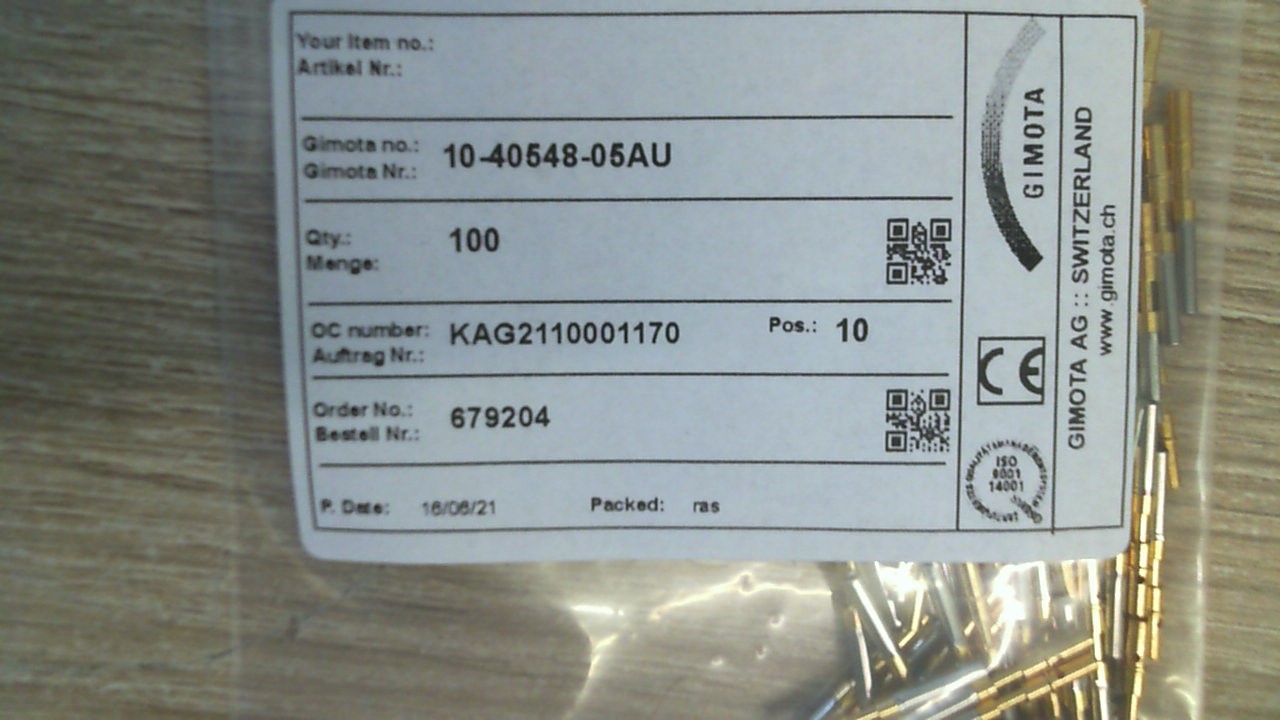 Your Item no.:
Artikel Nr.:
Gimota no.: 10-40548-05AU
Gimota Nr.:
Qty.: 100
Menge:
OC number: KAG2110001170 Pos.: 10
Auftrag Nr.:
Order No.: 679204
Bestell Nr.:
P. Date: 16/06/21 Packed: ras
GIMOTA
GIMOTA AG :: SWITZERLAND
www.gimota.ch
CE
ISO
9001
14001